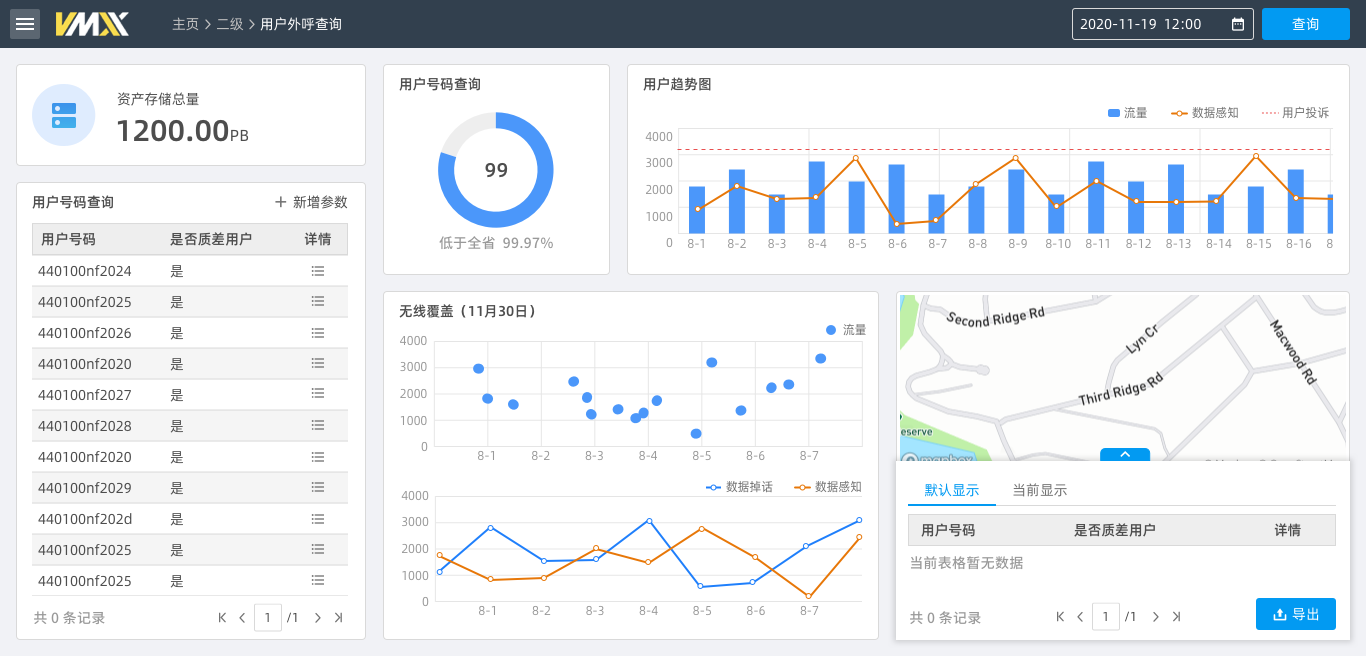 VMX
主页 > 二级 > 用户外呼查询
2020-11-19 12:00
查询
资产存储总量
1200.00PB
用户号码查询
+ 新增参数
用户号码 是否质差用户 详情
440100nf2024 是
440100nf2025 是
440100nf2026 是
440100nf2020 是
440100nf2027 是
440100nf2028 是
440100nf2020 是
440100nf2029 是
440100nf202d 是
440100nf2025 是
440100nf2025 是
共 0 条记录
1 /1
用户号码查询
99
低于全省 99.97%
用户趋势图
流量 数据感知 用户投诉
4000
3000
2000
1000
0
8-1 8-2 8-3 8-4 8-5 8-6 8-7 8-8 8-9 8-10 8-11 8-12 8-13 8-14 8-15 8-16 8
无线覆盖（11月30日）
流量
4000
3000
2000
1000
0
8-1 8-2 8-3 8-4 8-5 8-6 8-7
数据掉话 数据感知
4000
3000
2000
1000
0
8-1 8-2 8-3 8-4 8-5 8-6 8-7
Second Ridge Rd
Lyn Cr
Macwood Rd
Third Ridge Rd
eserve
mapbox
默认显示 当前显示
用户号码 是否质差用户 详情
当前表格暂无数据
共 0 条记录
1 /1
导出